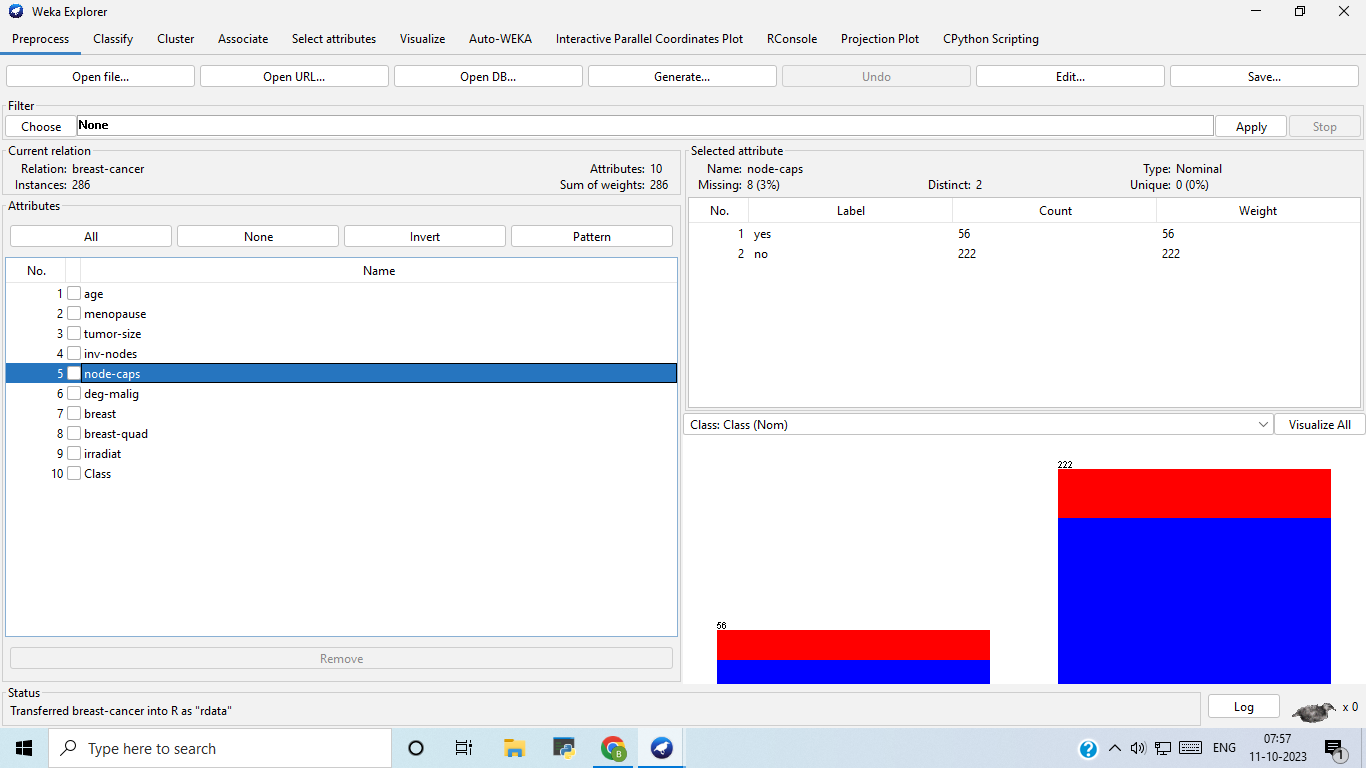 Weka Explorer
Preprocess Classify Cluster Associate Select attributes Visualize Auto-WEKA Interactive Parallel Coordinates Plot RConsole Projection Plot CPython Scripting
Open file... Open URL... Open DB... Generate... Undo Edit... Save...
Filter
Choose None Apply Stop
Current relation
Relation: breast-cancer Attributes: 10
Instances: 286 Sum of weights: 286
Attributes
All None Invert Pattern
No. Name
1 age
2 menopause
3 tumor-size
4 inv-nodes
5 node-caps
6 deg-malig
7 breast
8 breast-quad
9 irradiat
10 Class
Remove
Selected attribute
Name: node-caps Type: Nominal
Missing: 8 (3%) Distinct: 2 Unique: 0 (0%)
No. Label Count Weight
1 yes 56 56
2 no 222 222
Class: Class (Nom) Visualize All
222
56
Status
Transferred breast-cancer into R as "rdata"
Log x 0
Type here to search
B
ENG
07:57
11-10-2023
1